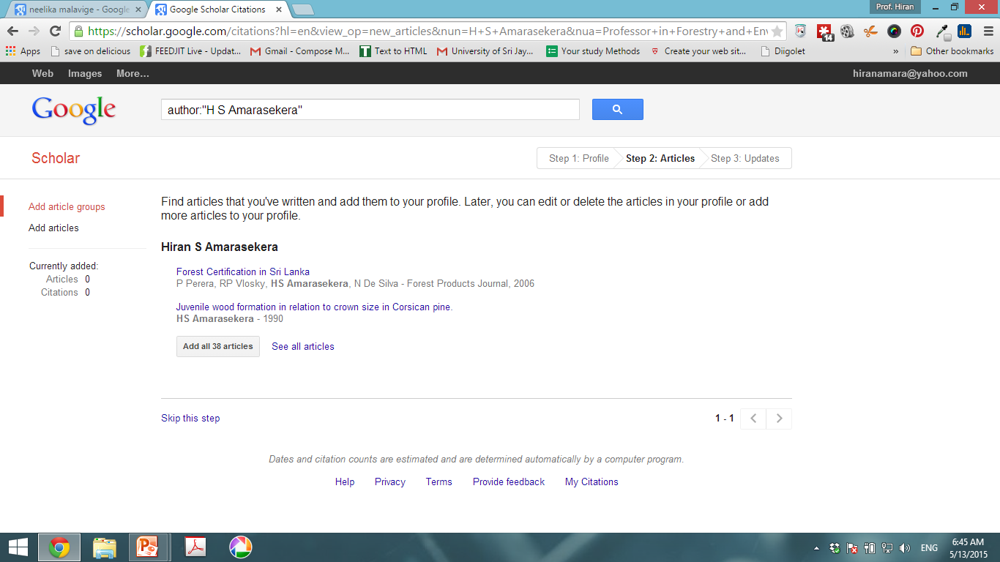 neelika malavige - Google
Google Scholar Citations
Prof. Hiran
https://scholar.google.com/citations?hl=en&view_op=new_articles&nun=H+S+Amarasekera&nua=Professor+in+Forestry+and+Env
14
Apps
save on delicious
FEEDJIT Live - Updat...
Gmail - Compose M...
Text to HTML
University of Sri Jay...
Your study Methods
Create your web sit...
Diigolet
»
Other bookmarks
Web Images More...
hiranamara@yahoo.com
Google
author:"H S Amarasekera"
Scholar
Step 1: Profile
Step 2: Articles
Step 3: Updates
Add article groups
Add articles
Currently added:
Articles 0
Citations 0
Find articles that you've written and add them to your profile. Later, you can edit or delete the articles in your profile or add
more articles to your profile.
Hiran S Amarasekera
Forest Certification in Sri Lanka
P Perera, RP Vlosky, HS Amarasekera, N De Silva - Forest Products Journal, 2006
Juvenile wood formation in relation to crown size in Corsican pine.
HS Amarasekera - 1990
Add all 38 articles
See all articles
Skip this step
1 - 1
Dates and citation counts are estimated and are determined automatically by a computer program.
Help Privacy Terms Provide feedback My Citations
ENG
6:45 AM
5/13/2015